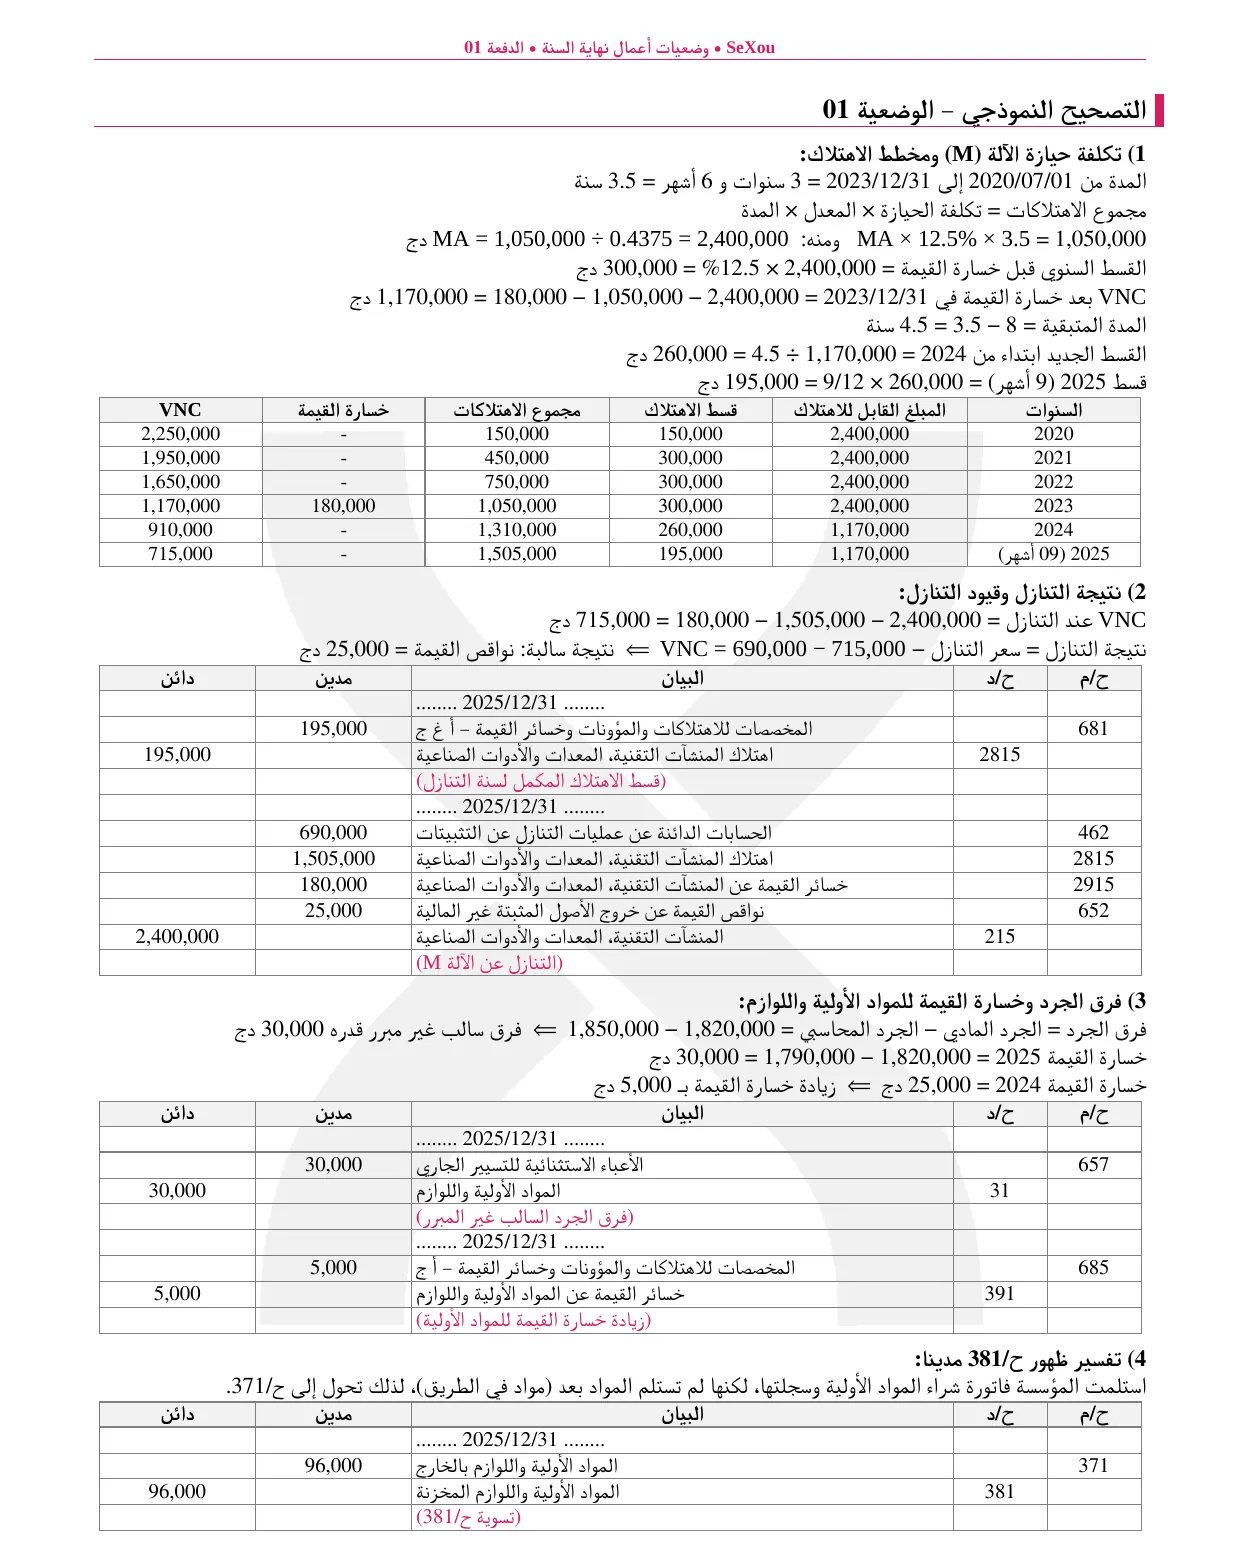 SeXou • وضعيات أعمال نهاية السنة • الدفعة 01
التصحيح النموذجي – الوضعية 01
1) تكلفة حيازة الآلة (M) ومخطط الاهتلاك:
المدة من 2020/07/01 إلى 2023/12/31 = 3 سنوات و 6 أشهر = 3.5 سنة
مجموع الاهتلاكات = تكلفة الحيازة × المعدل × المدة
MA × 12.5% × 3.5 = 1,050,000 ومنه: MA = 1,050,000 ÷ 0.4375 = 2,400,000 دج
القسط السنوي قبل خسارة القيمة = 2,400,000 × 12.5% = 300,000 دج
VNC بعد خسارة القيمة في 2023/12/31 = 2,400,000 – 1,050,000 – 180,000 = 1,170,000 دج
المدة المتبقية = 8 – 3.5 = 4.5 سنة
القسط الجديد ابتداء من 2024 = 1,170,000 ÷ 4.5 = 260,000 دج
قسط 2025 (9 أشهر) = 260,000 × 9/12 = 195,000 دج
السنوات المبلغ القابل للاهتلاك قسط الاهتلاك مجموع الاهتلاكات خسارة القيمة VNC
2020 2,400,000 150,000 150,000 - 2,250,000
2021 2,400,000 300,000 450,000 - 1,950,000
2022 2,400,000 300,000 750,000 - 1,650,000
2023 2,400,000 300,000 1,050,000 180,000 1,170,000
2024 1,170,000 260,000 1,310,000 - 910,000
2025 (09 أشهر) 1,170,000 195,000 1,505,000 - 715,000
2) نتيجة التنازل وقيود التنازل:
VNC عند التنازل = 2,400,000 – 1,505,000 – 180,000 = 715,000 دج
نتيجة التنازل = سعر التنازل – VNC = 690,000 − 715,000 ⟸ نتيجة سالبة: نواقص القيمة = 25,000 دج
ح/م ح/د البيان مدين دائن
........ 2025/12/31 ........
681 المخصصات للاهتلاكات والمؤونات وخسائر القيمة – أ غ ج 195,000
2815 اهتلاك المنشآت التقنية، المعدات والأدوات الصناعية 195,000
(قسط الاهتلاك المكمل لسنة التنازل)
........ 2025/12/31 ........
462 الحسابات الدائنة عن عمليات التنازل عن التثبيتات 690,000
2815 اهتلاك المنشآت التقنية، المعدات والأدوات الصناعية 1,505,000
2915 خسائر القيمة عن المنشآت التقنية، المعدات والأدوات الصناعية 180,000
652 نواقص القيمة عن خروج الأصول المثبتة غير المالية 25,000
215 المنشآت التقنية، المعدات والأدوات الصناعية 2,400,000
(التنازل عن الآلة M)
3) فرق الجرد وخسارة القيمة للمواد الأولية واللوازم:
فرق الجرد = الجرد المادي – الجرد المحاسبي = 1,820,000 – 1,850,000 ⟸ فرق سالب غير مبرر قدره 30,000 دج
خسارة القيمة 2025 = 1,820,000 – 1,790,000 = 30,000 دج
خسارة القيمة 2024 = 25,000 دج ⟸ زيادة خسارة القيمة بـ 5,000 دج
ح/م ح/د البيان مدين دائن
........ 2025/12/31 ........
657 الأعباء الاستثنائية للتسيير الجاري 30,000
31 المواد الأولية واللوازم 30,000
(فرق الجرد السالب غير المبرر)
........ 2025/12/31 ........
685 المخصصات للاهتلاكات والمؤونات وخسائر القيمة – أ ج 5,000
391 خسائر القيمة عن المواد الأولية واللوازم 5,000
(زيادة خسارة القيمة للمواد الأولية)
4) تفسير ظهور ح/381 مدينا:
استلمت المؤسسة فاتورة شراء المواد الأولية وسجلتها، لكنها لم تستلم المواد بعد (مواد في الطريق)، لذلك تحول إلى ح/371.
ح/م ح/د البيان مدين دائن
........ 2025/12/31 ........
371 المواد الأولية واللوازم بالخارج 96,000
381 المواد الأولية واللوازم المخزنة 96,000
(تسوية ح/381)